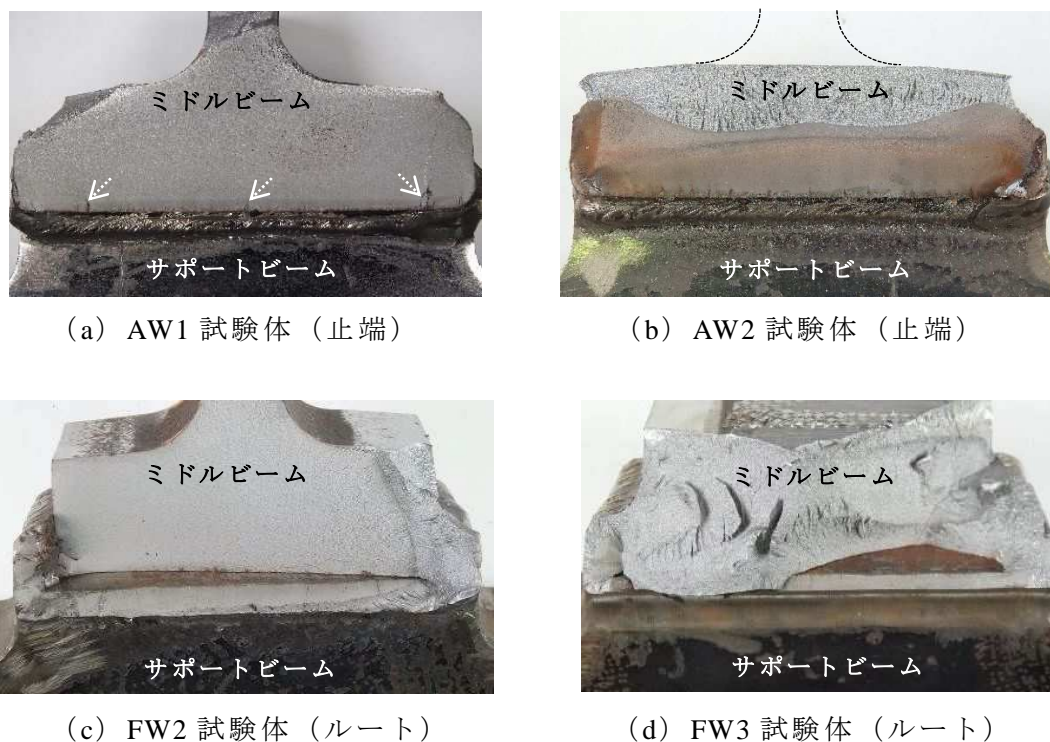 ミドルビーム
サポートビーム
(a) AW1 試験体（止端）
ミドルビーム
サポートビーム
(b) AW2 試験体（止端）
ミドルビーム
サポートビーム
(c) FW2 試験体（ルート）
ミドルビーム
サポートビーム
(d) FW3 試験体（ルート）